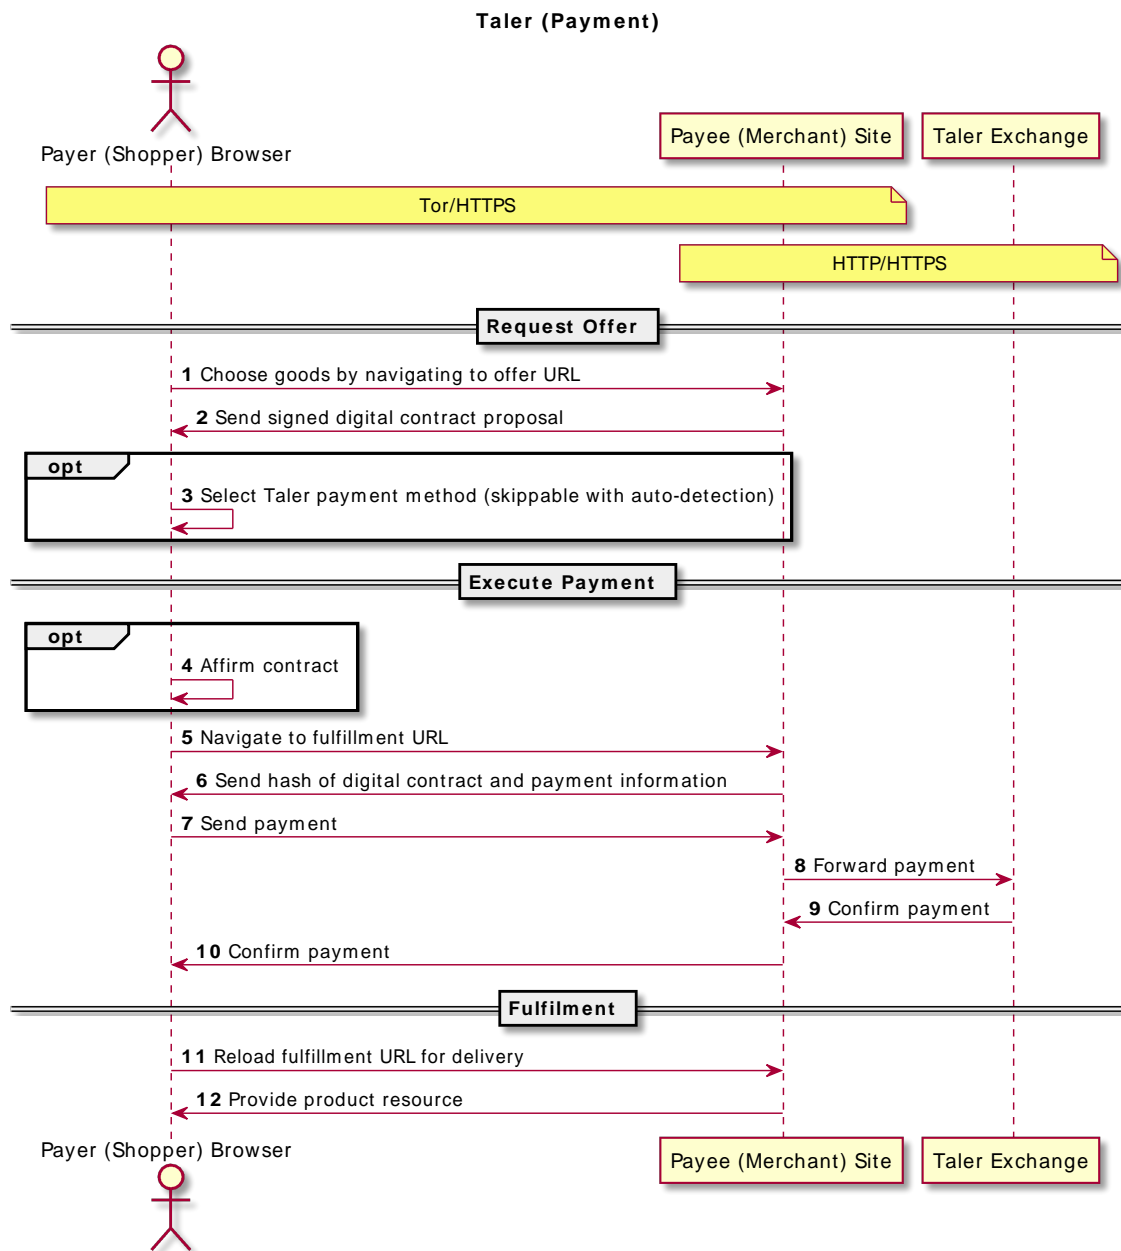 Taler (Payment)
Payer (Shopper) Browser
Payee (Merchant) Site
Taler Exchange
Tor/HTTPS
HTTP/HTTPS
Request Offer
1 Choose goods by navigating to offer URL
2 Send signed digital contract proposal
opt
3 Select Taler payment method (skippable with auto-detection)
Execute Payment
opt
4 Affirm contract
5 Navigate to fulfillment URL
6 Send hash of digital contract and payment information
7 Send payment
8 Forward payment
9 Confirm payment
10 Confirm payment
Fulfilment
11 Reload fulfillment URL for delivery
12 Provide product resource
Payer (Shopper) Browser
Payee (Merchant) Site
Taler Exchange